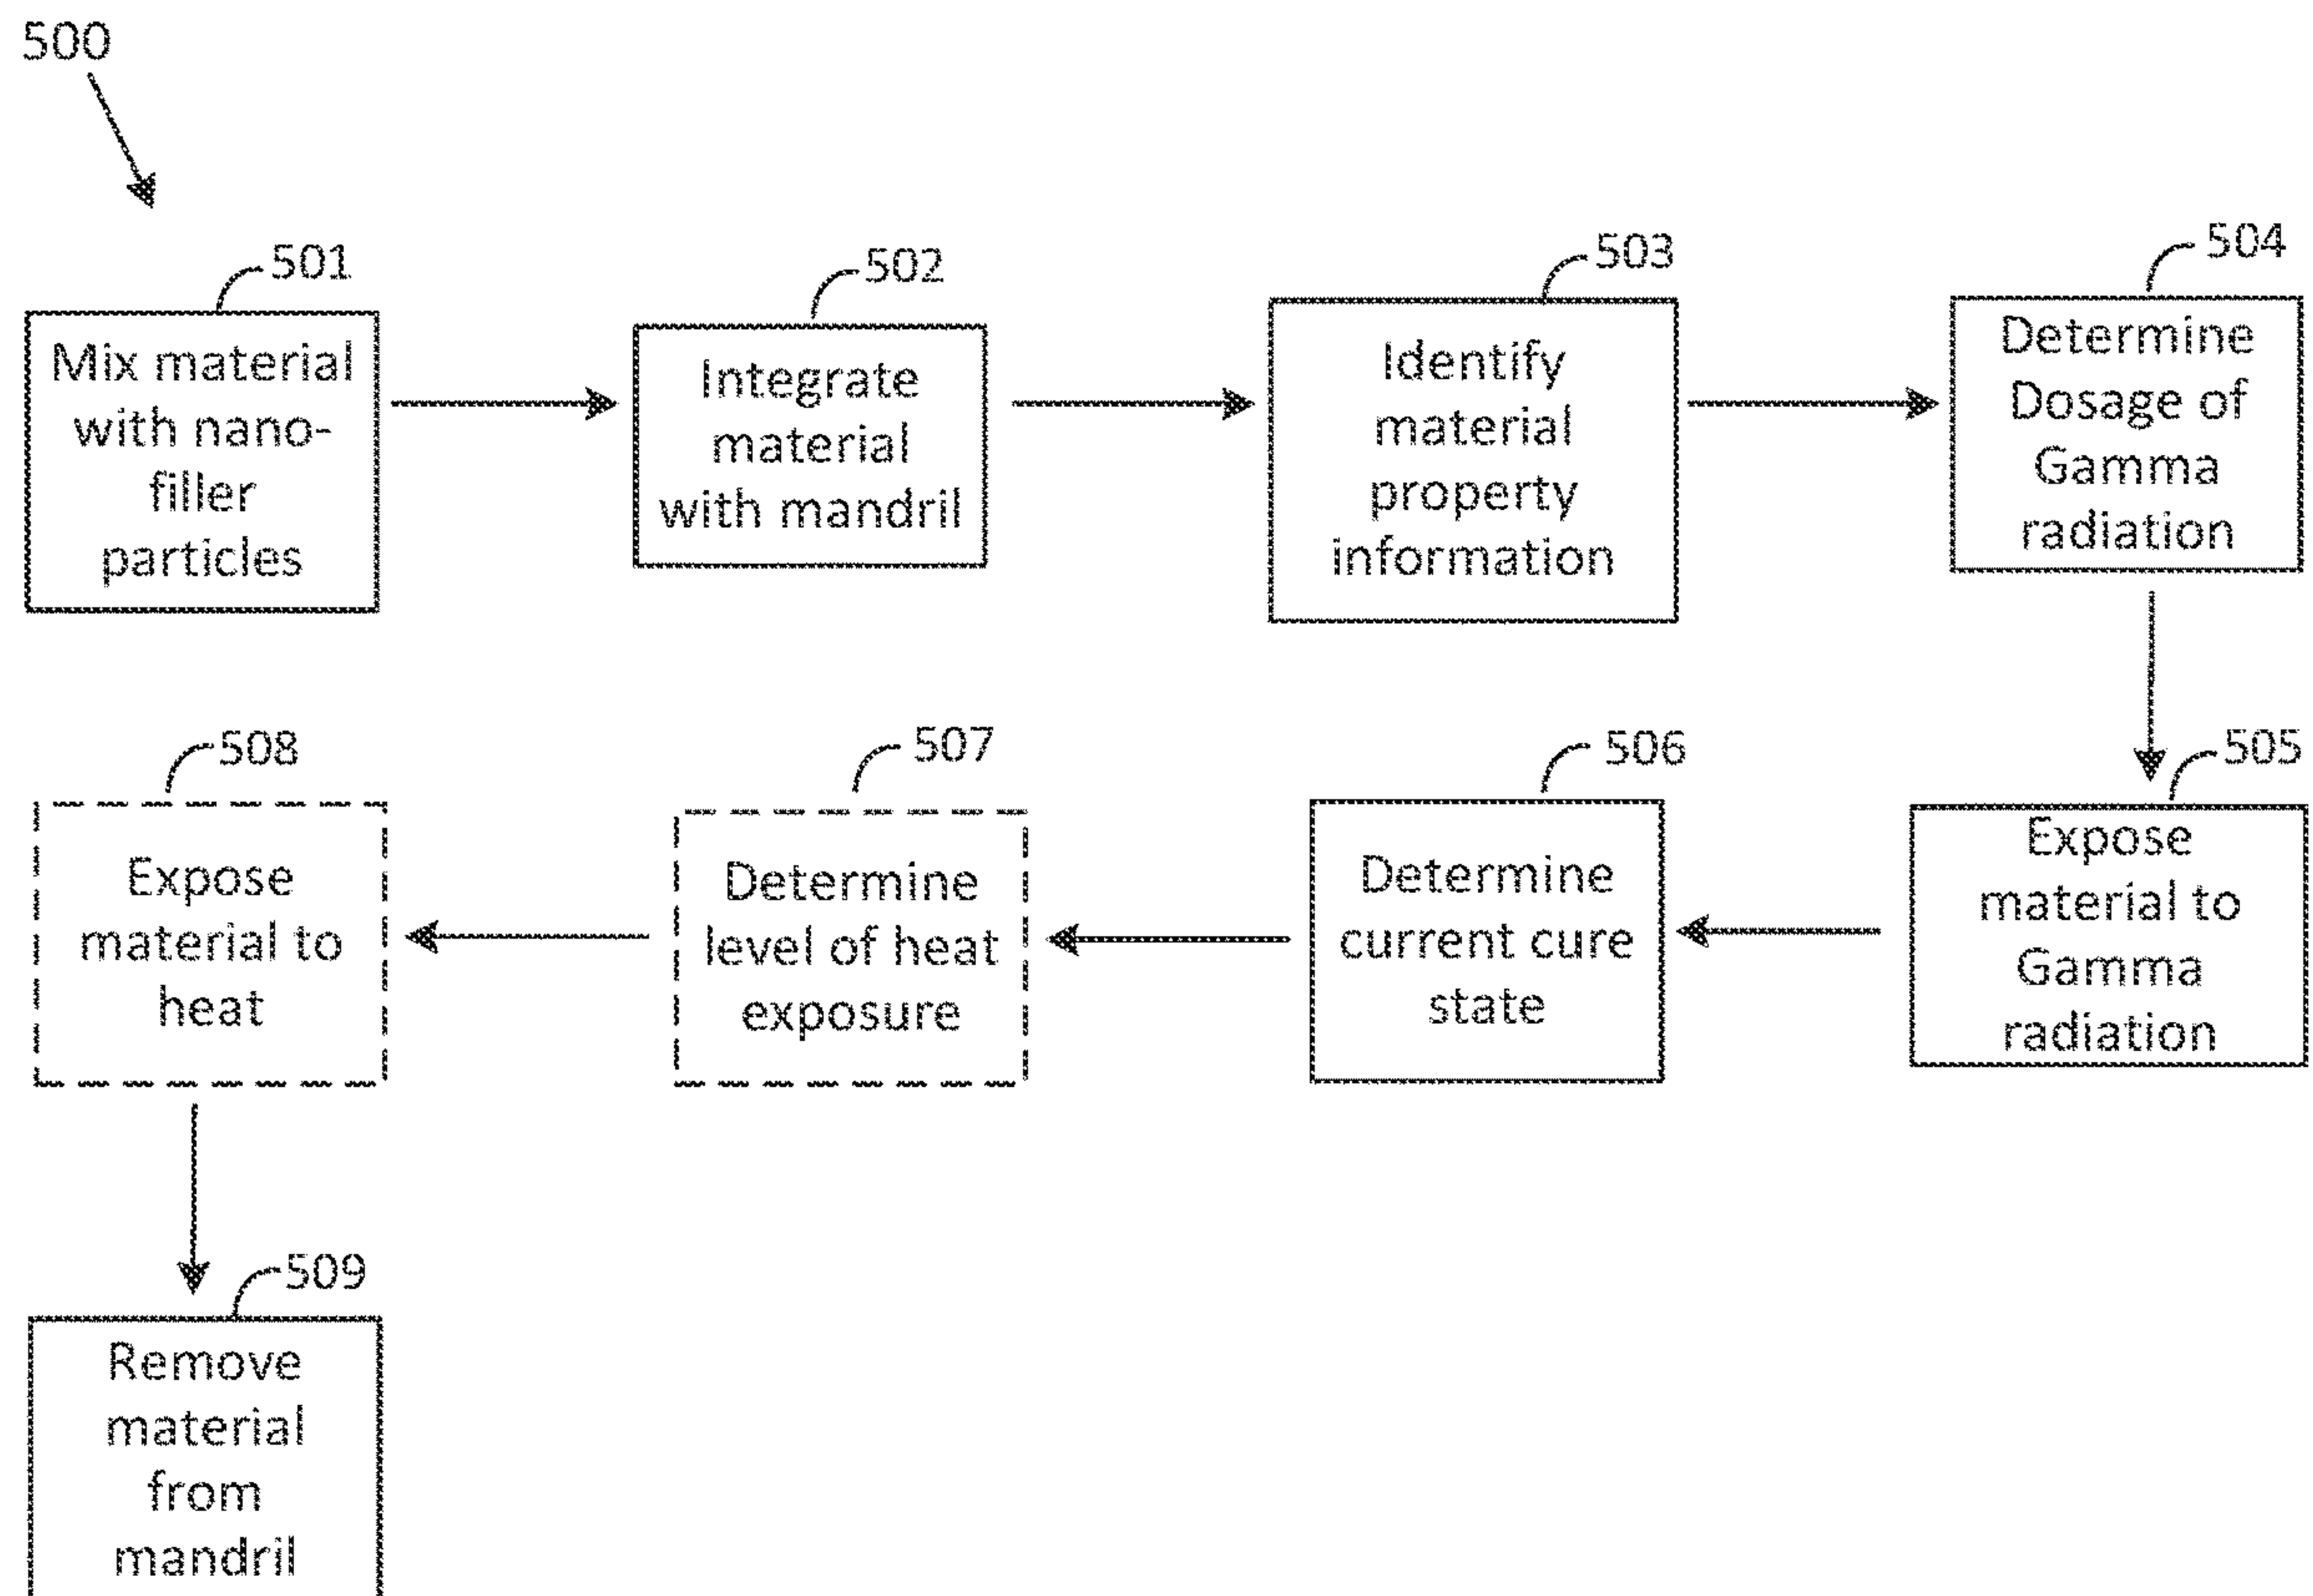 500
501
Mix material
with nano-
filler
particles
502
Integrate
material
with mandril
503
Identify
material
property
information
504
Determine
Dosage of
Gamma
radiation
505
Expose
material to
Gamma
radiation
506
Determine
current cure
state
507
Determine
level of heat
exposure
508
Expose
material to
heat
509
Remove
material
from
mandril